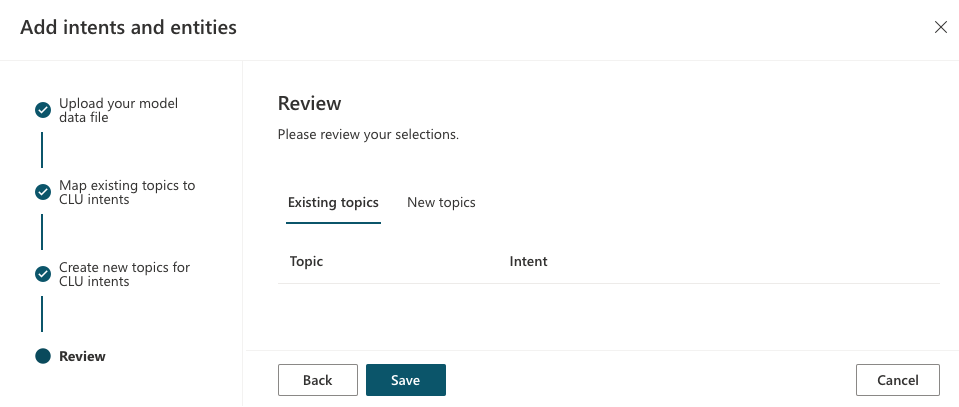 Add intents and entities
Upload your model
data file
Map existing topics to
CLU intents
Create new topics for
CLU intents
Review
Review
Please review your selections.
Existing topics New topics
Topic Intent
Back Save Cancel